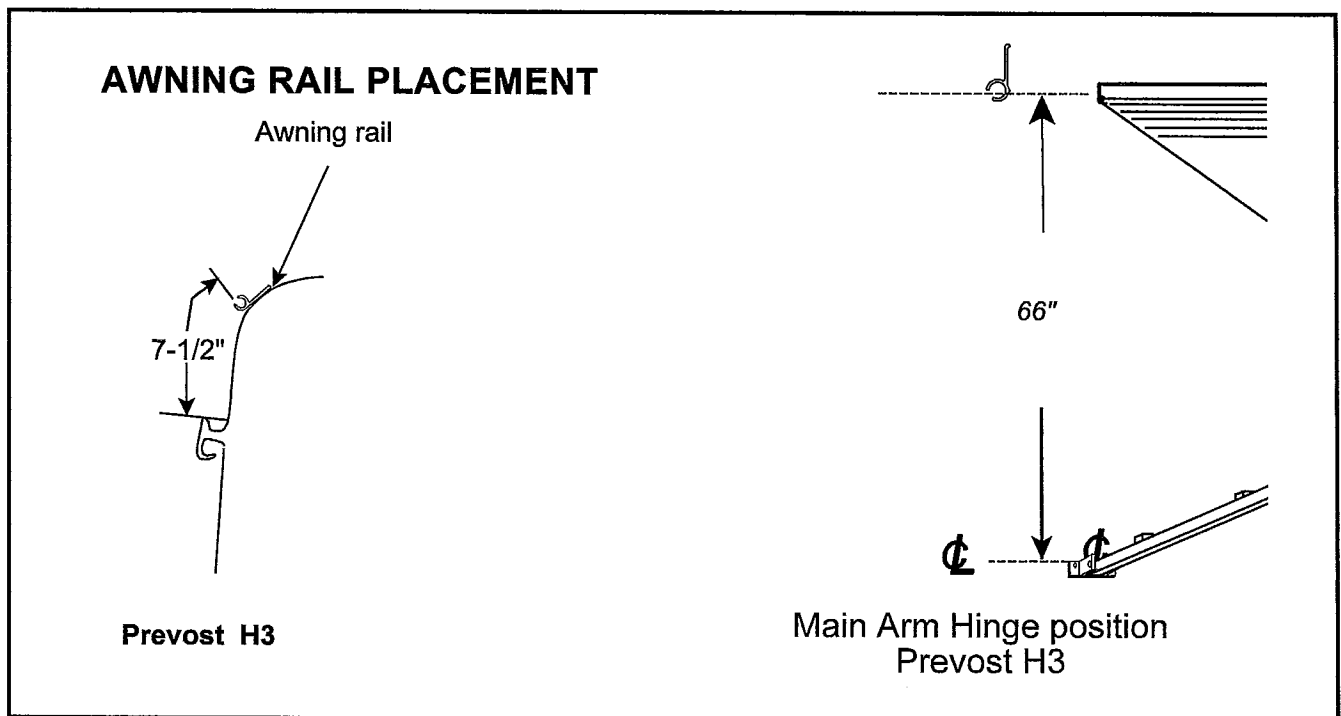 AWNING RAIL PLACEMENT
Awning rail
7-1/2"
Prevost H3
66"
℄ ℄
Main Arm Hinge position
Prevost H3